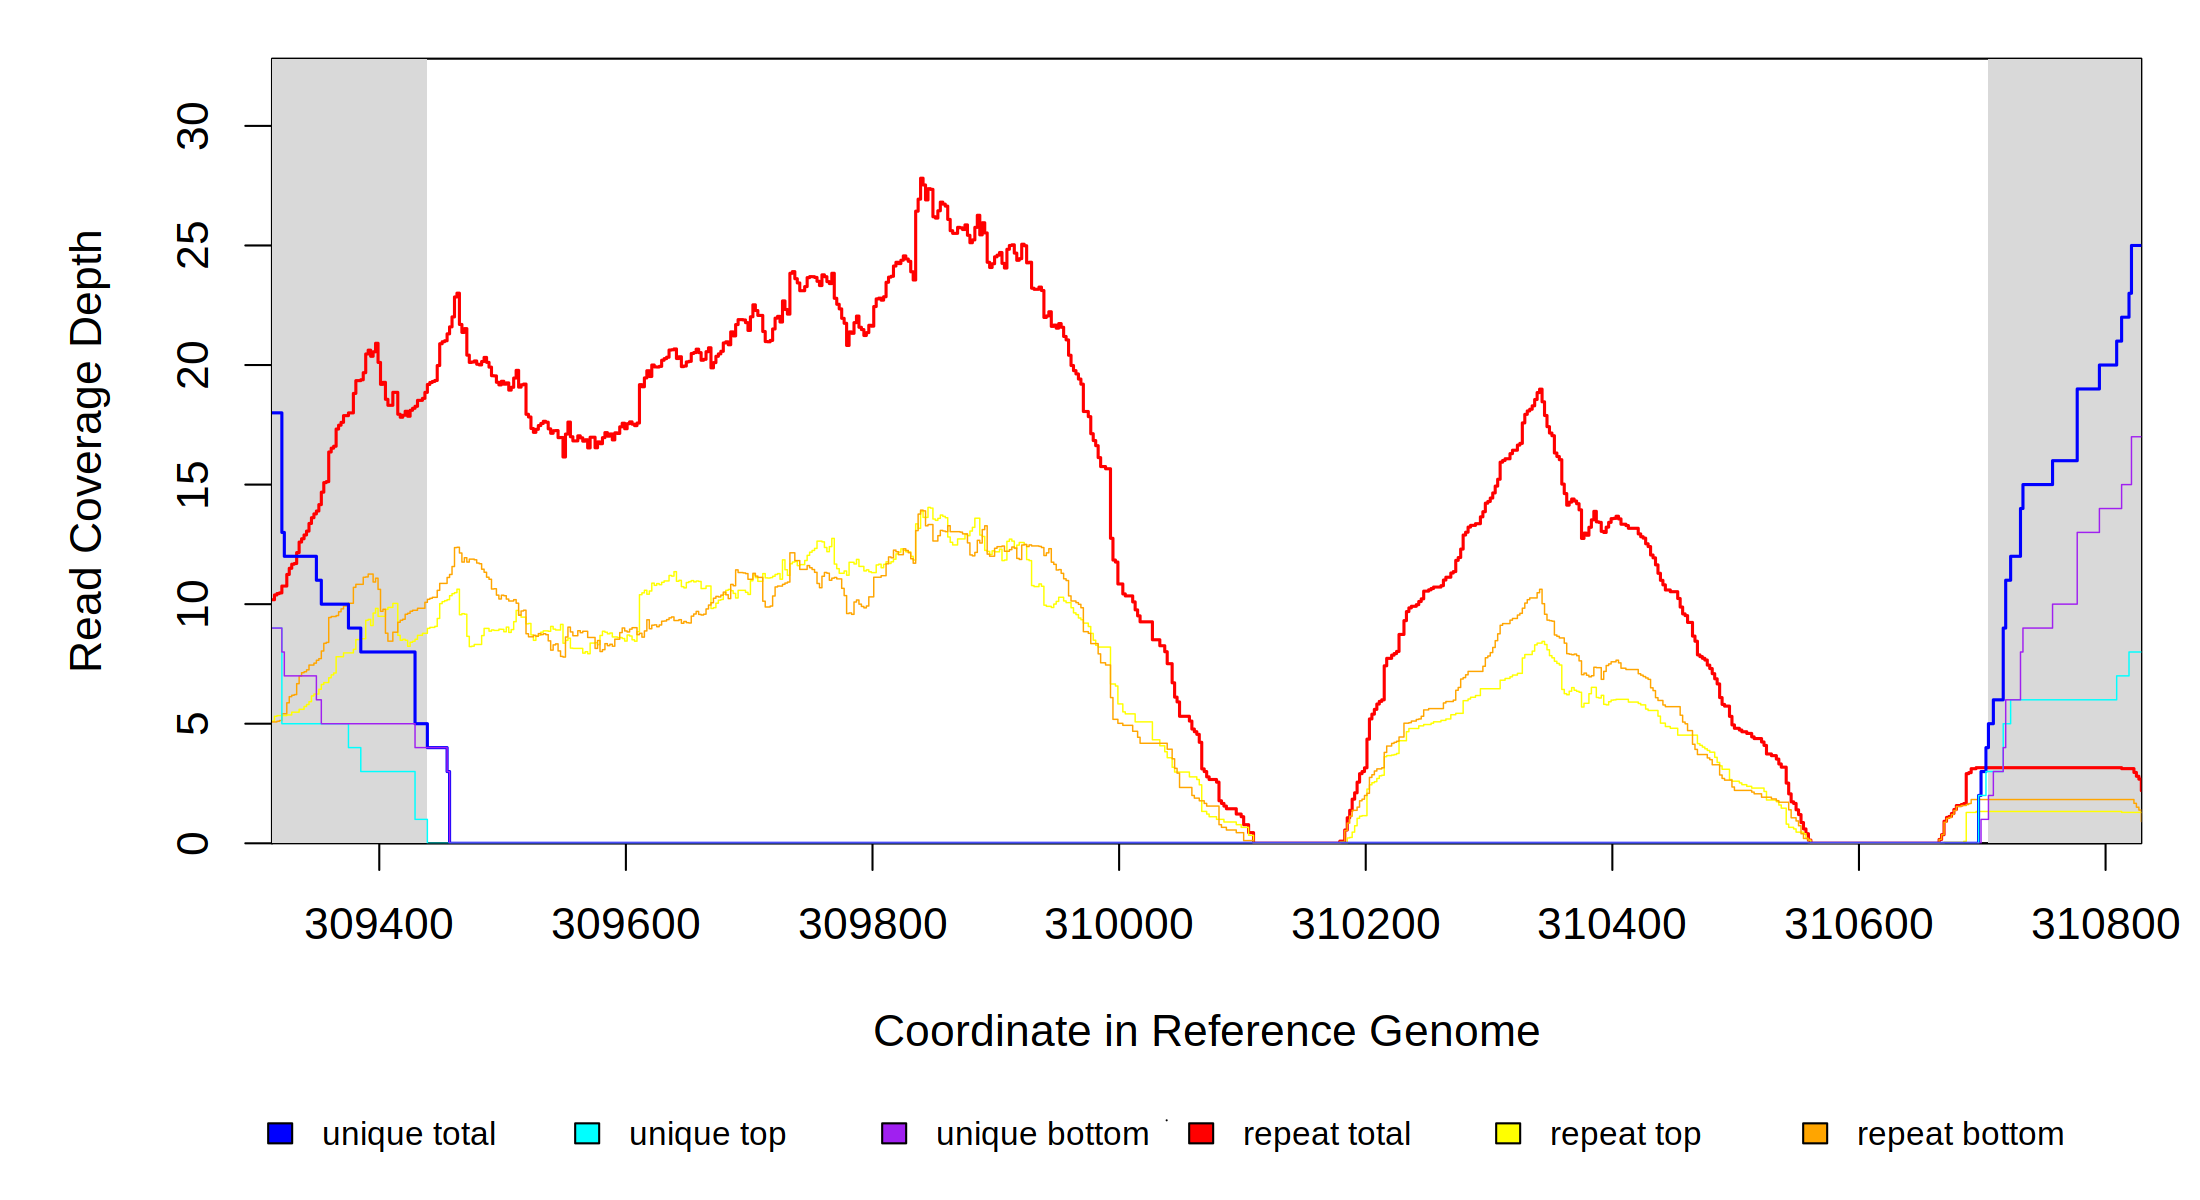 30
25
20
15
10
5
0
Read Coverage Depth
309400 309600 309800 310000 310200 310400 310600 310800
Coordinate in Reference Genome
unique total unique top unique bottom repeat total repeat top repeat bottom